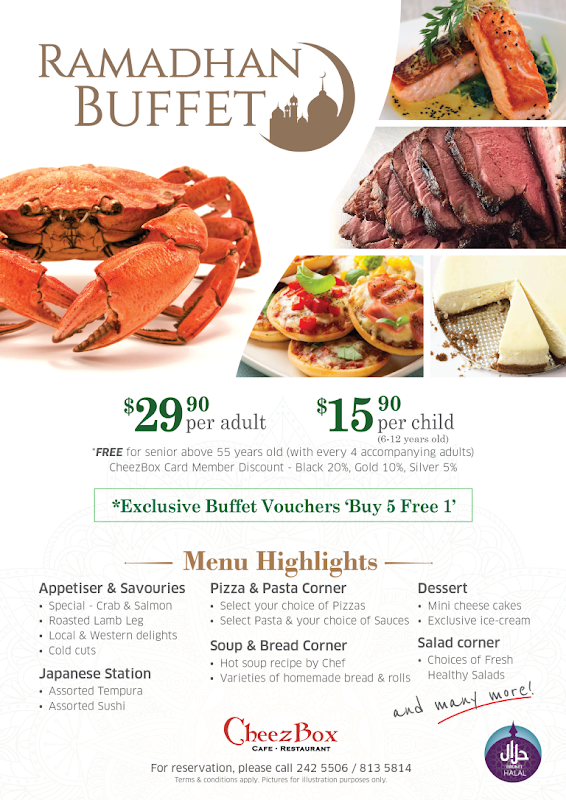 RAMADHAN
BUFFET
$29.90 per adult
$15.90 per child
(6-12 years old)
*FREE for senior above 55 years old (with every 4 accompanying adults)
CheezBox Card Member Discount - Black 20%, Gold 10%, Silver 5%
*Exclusive Buffet Vouchers ‘Buy 5 Free 1’
Menu Highlights
Appetiser & Savouries
• Special - Crab & Salmon
• Roasted Lamb Leg
• Local & Western delights
• Cold cuts
Japanese Station
• Assorted Tempura
• Assorted Sushi
Pizza & Pasta Corner
• Select your choice of Pizzas
• Select Pasta & your choice of Sauces
Soup & Bread Corner
• Hot soup recipe by Chef
• Varieties of homemade bread & rolls
Dessert
• Mini cheese cakes
• Exclusive ice-cream
Salad corner
• Choices of Fresh
Healthy Salads
and many more!
CheezBox
CAFE • RESTAURANT
For reservation, please call 242 5506 / 813 5814
Terms & conditions apply. Pictures for illustration purposes only.
حلال
HALAL